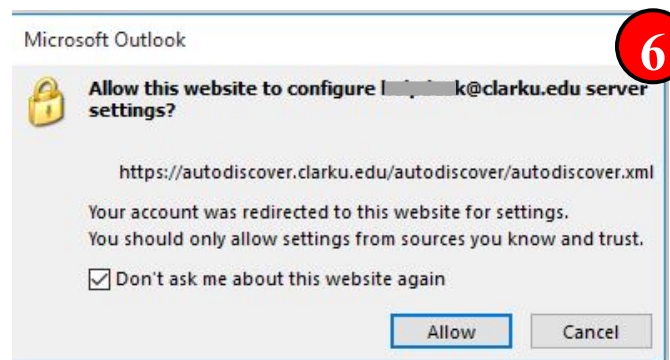 Microsoft Outlook
6
Allow this website to configure k@clarku.edu server
settings?
https://autodiscover.clarku.edu/autodiscover/autodiscover.xml
Your account was redirected to this website for settings.
You should only allow settings from sources you know and trust.
Don't ask me about this website again
Allow Cancel